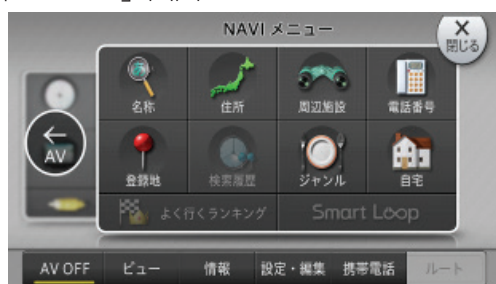 NAVI メニュー
X
閉じる
名称 住所 周辺施設 電話番号
AV
登録地 検索履歴 ジャンル 自宅
よく行くランキング Smart Loop
AV OFF ビュー 情報 設定・編集 携帯電話 ルート